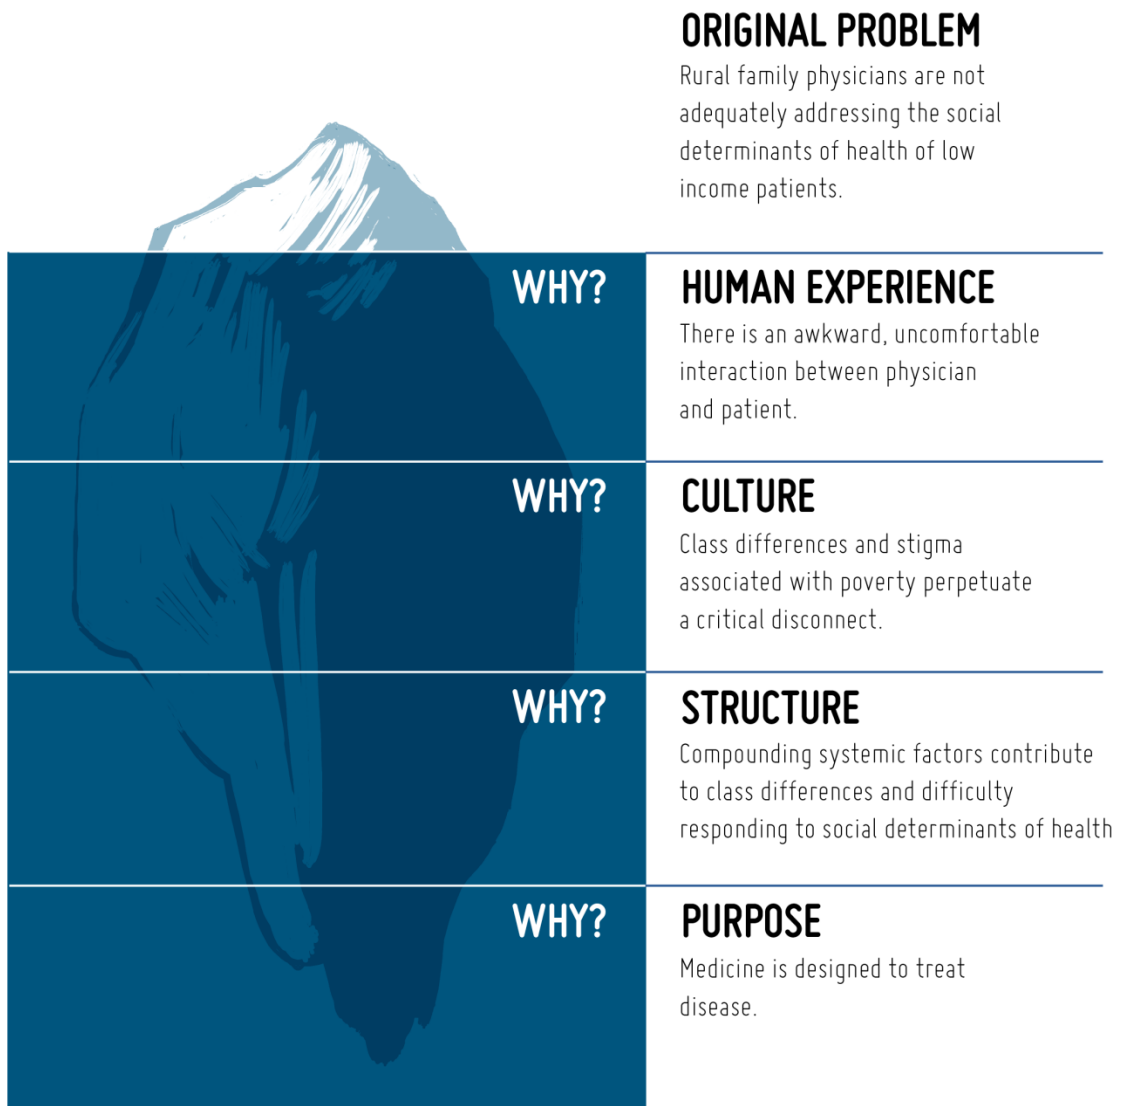 ORIGINAL PROBLEM
Rural family physicians are not
adequately addressing the social
determinants of health of low
income patients.
WHY?
HUMAN EXPERIENCE
There is an awkward, uncomfortable
interaction between physician
and patient.
WHY?
CULTURE
Class differences and stigma
associated with poverty perpetuate
a critical disconnect.
WHY?
STRUCTURE
Compounding systemic factors contribute
to class differences and difficulty
responding to social determinants of health
WHY?
PURPOSE
Medicine is designed to treat
disease.